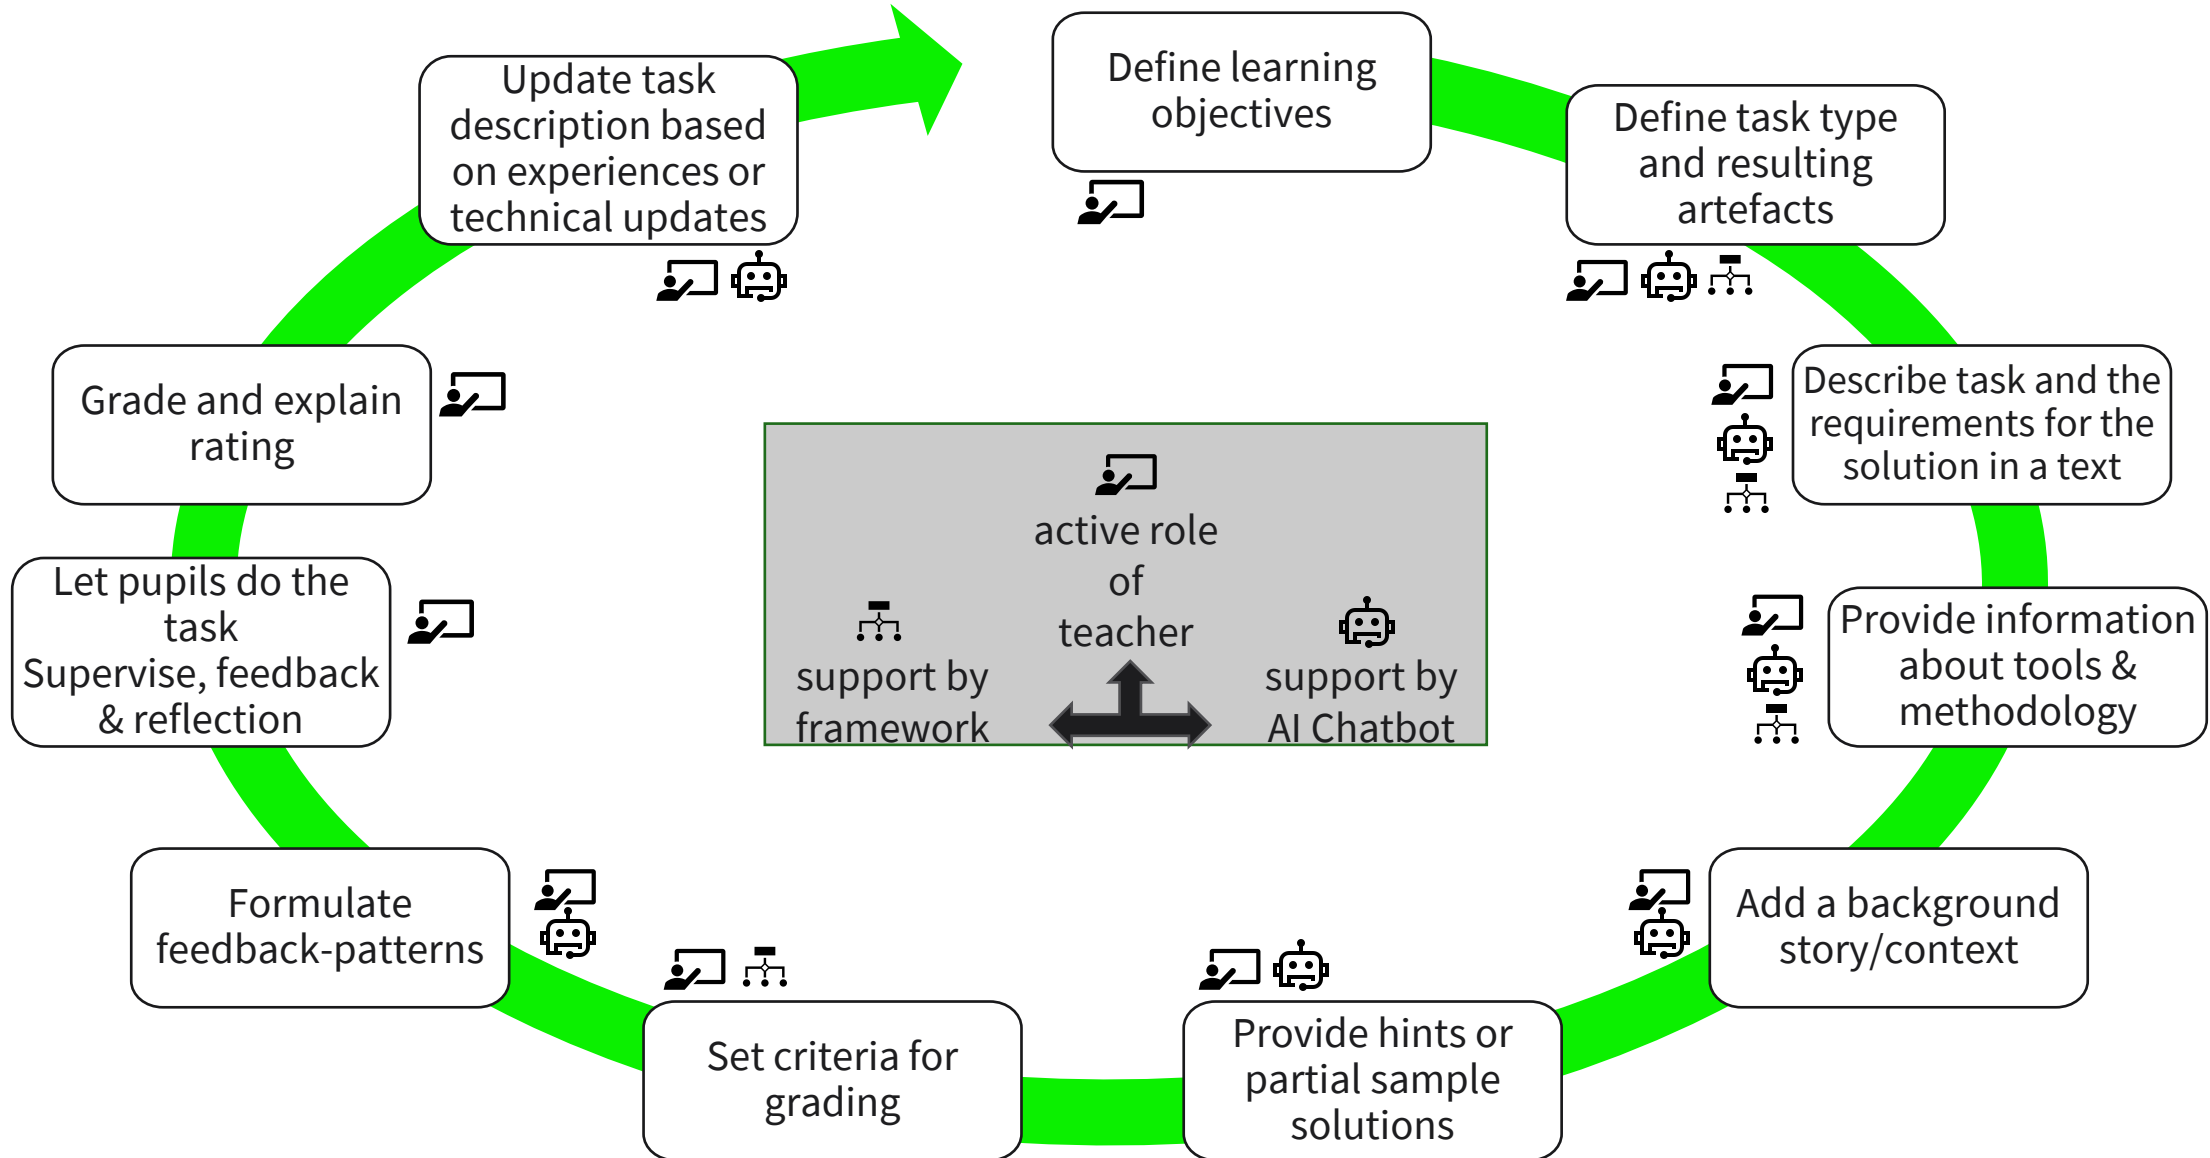 Define learning
objectives
Define task type
and resulting
artefacts
Describe task and the
requirements for the
solution in a text
Provide information
about tools &
methodology
Add a background
story/context
Provide hints or
partial sample
solutions
Set criteria for
grading
Formulate
feedback-patterns
Let pupils do the
task
Supervise, feedback
& reflection
Grade and explain
rating
Update task
description based
on experiences or
technical updates
active role
of
teacher
support by
framework
support by
AI Chatbot